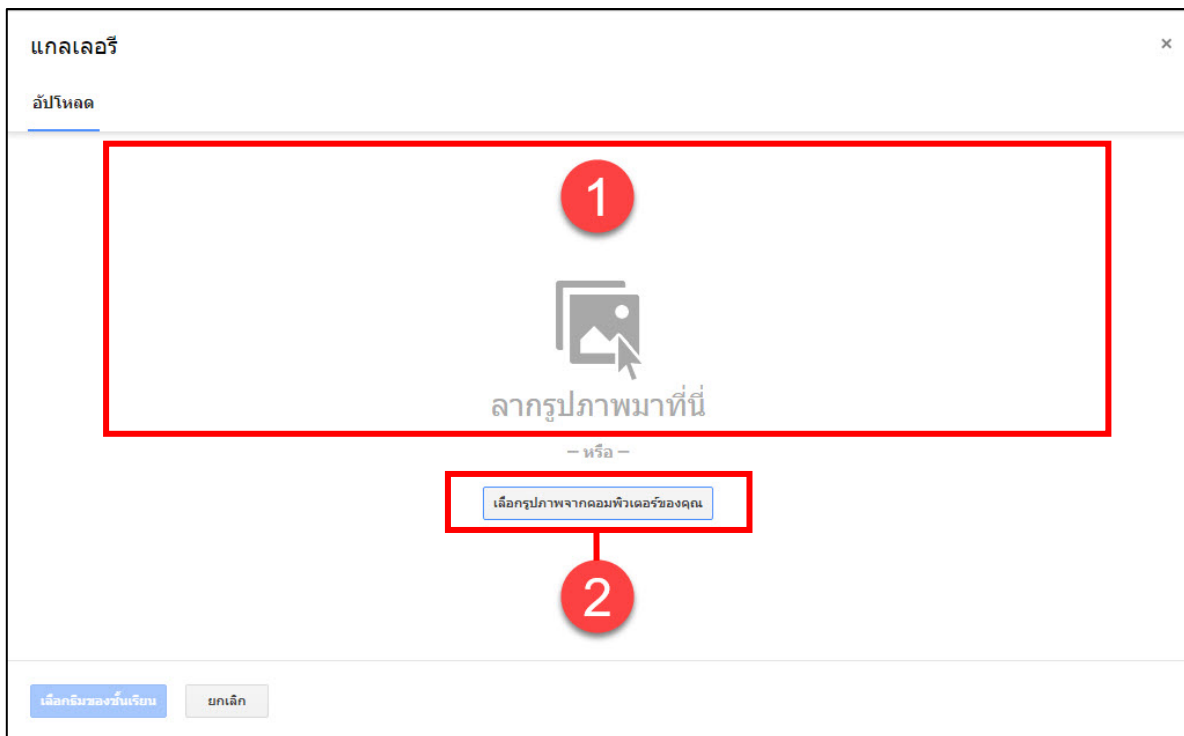 แกลเลอรี
×
อัปโหลด
1
ลากรูปภาพมาที่นี่
— หรือ —
เลือกรูปภาพจากคอมพิวเตอร์ของคุณ
2
เลือกธีมของชั้นเรียน
ยกเลิก